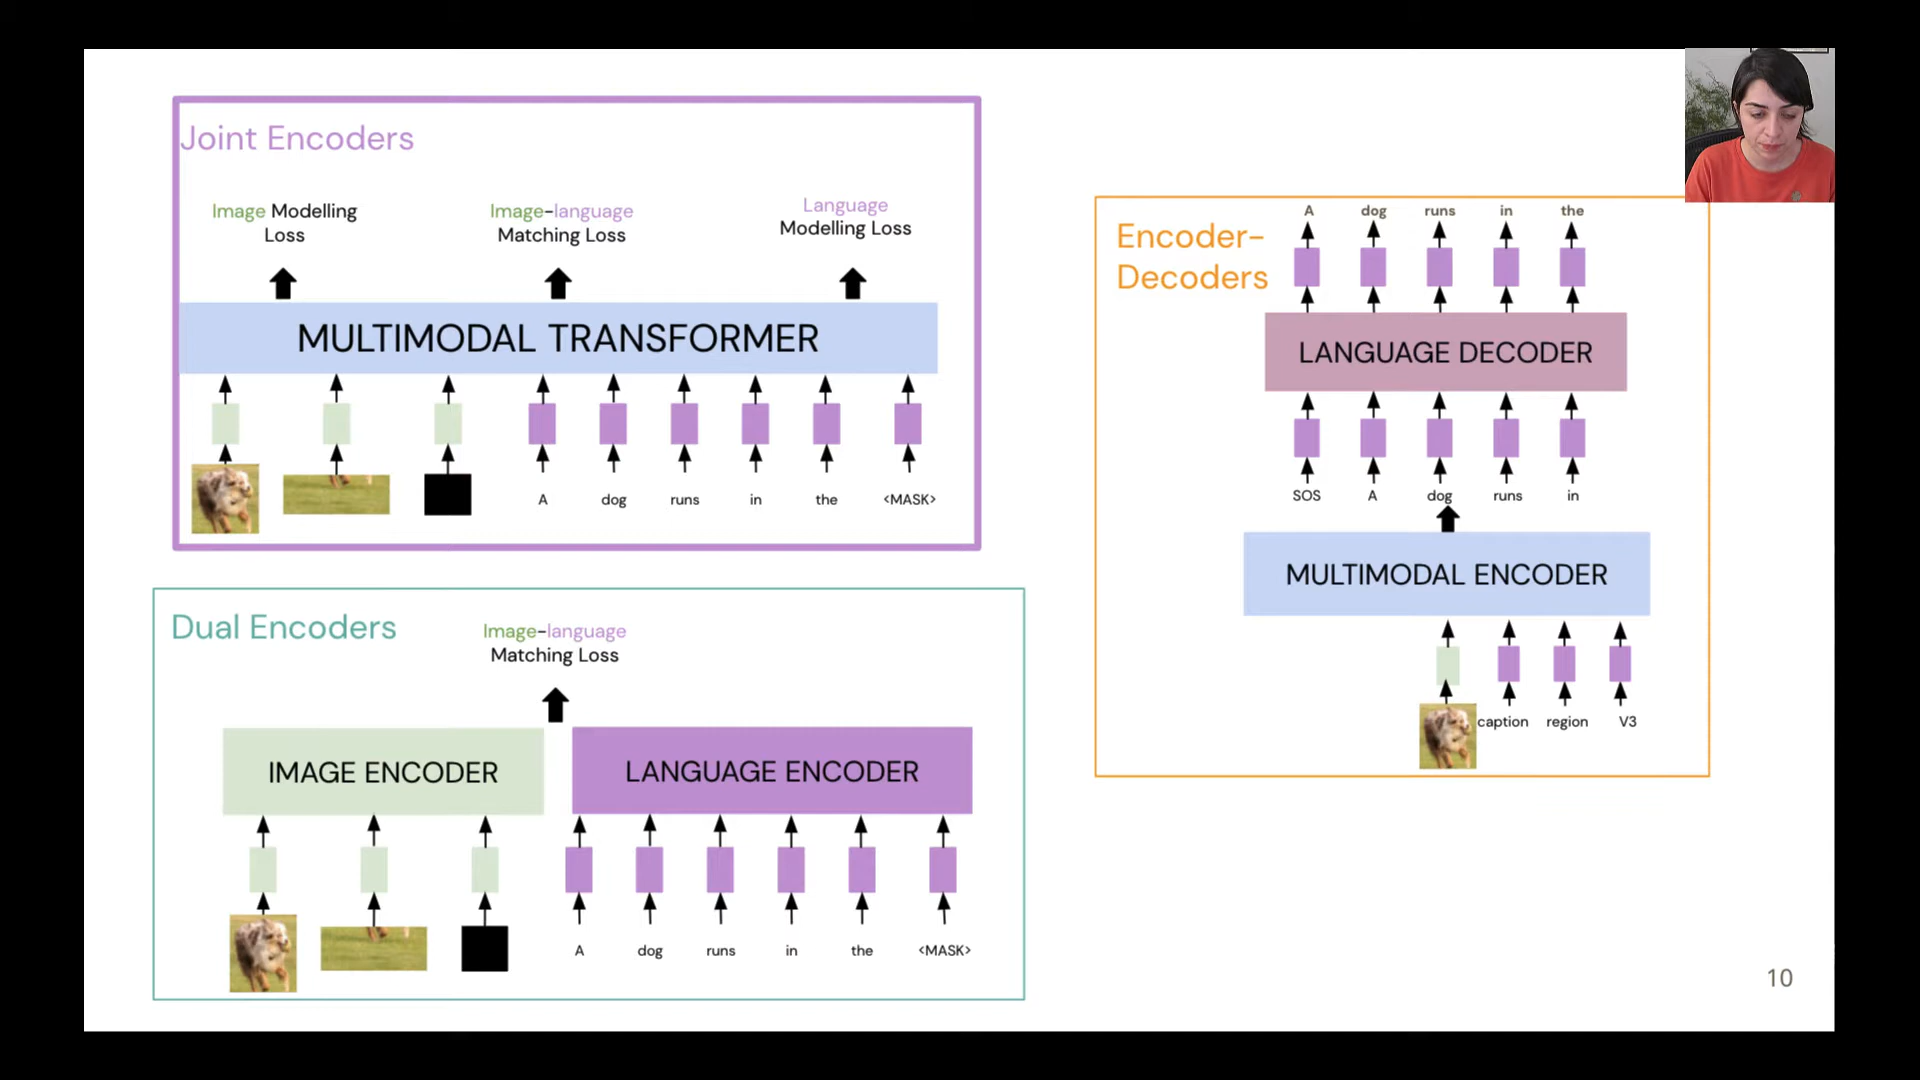 Joint Encoders
Image Modelling
Loss
Image-language
Matching Loss
Language
Modelling Loss
MULTIMODAL TRANSFORMER
A dog runs in the <MASK>
Dual Encoders
Image-language
Matching Loss
IMAGE ENCODER
LANGUAGE ENCODER
A dog runs in the <MASK>
Encoder-
Decoders
A dog runs in the
LANGUAGE DECODER
SOS A dog runs in
MULTIMODAL ENCODER
caption region V3
10